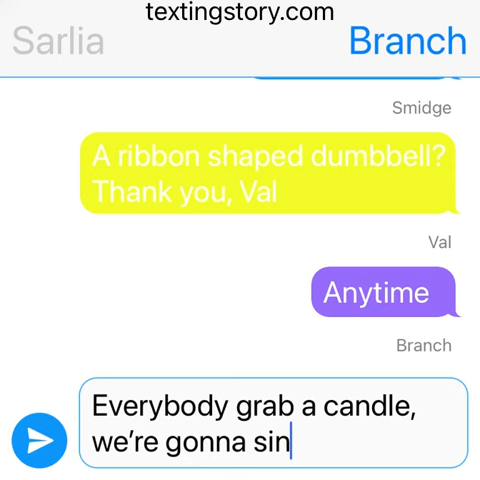 textingstory.com
Sarlia
Branch
Smidge
A ribbon shaped dumbbell?
Thank you, Val
Val
Anytime
Branch
Everybody grab a candle,
we’re gonna sin